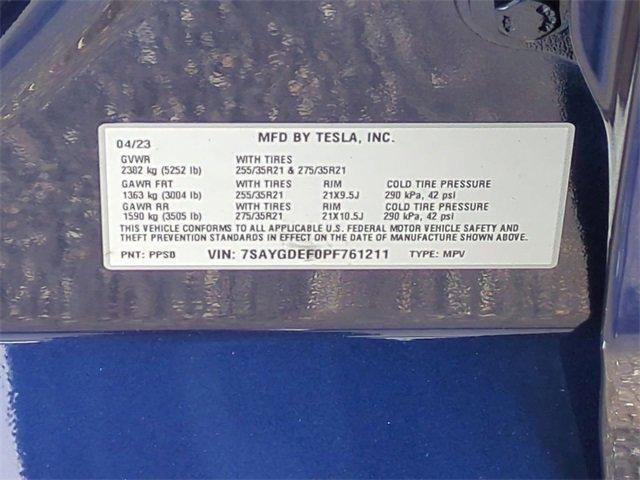 04/23 MFD BY TESLA, INC.
GVWR WITH TIRES
2382 kg (5252 lb) 255/35R21 & 275/35R21
GAWR FRT WITH TIRES RIM COLD TIRE PRESSURE
1363 kg (3004 lb) 255/35R21 21X9.5J 290 kPa, 42 psi
GAWR RR WITH TIRES RIM COLD TIRE PRESSURE
1590 kg (3505 lb) 275/35R21 21X10.5J 290 kPa, 42 psi
THIS VEHICLE CONFORMS TO ALL APPLICABLE U.S. FEDERAL MOTOR VEHICLE SAFETY AND
THEFT PREVENTION STANDARDS IN EFFECT ON THE DATE OF MANUFACTURE SHOWN ABOVE.
PNT: PPSB VIN: 7SAYGDEF0PF761211 TYPE: MPV